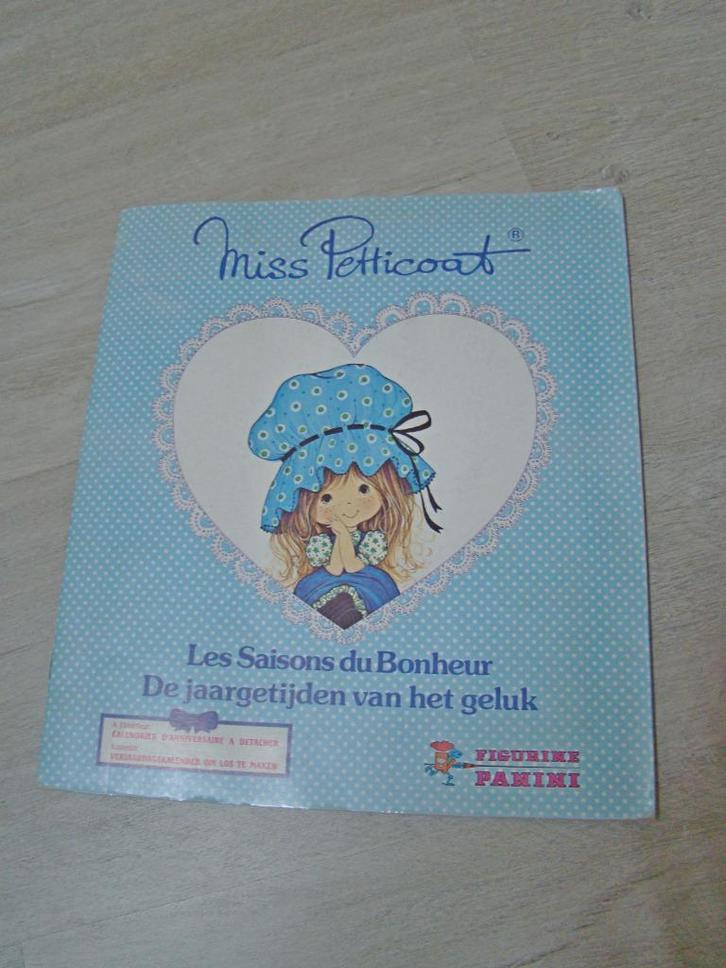 Miss Petticoat ®
Les Saisons du Bonheur
De jaargetijden van het geluk
A l'intérieur:
CALENDRIER D'ANNIVERSAIRE A DETACHER
VERJAARDAGSKALENDER OM LOS TE MAKEN
FIGURINE
PANINI